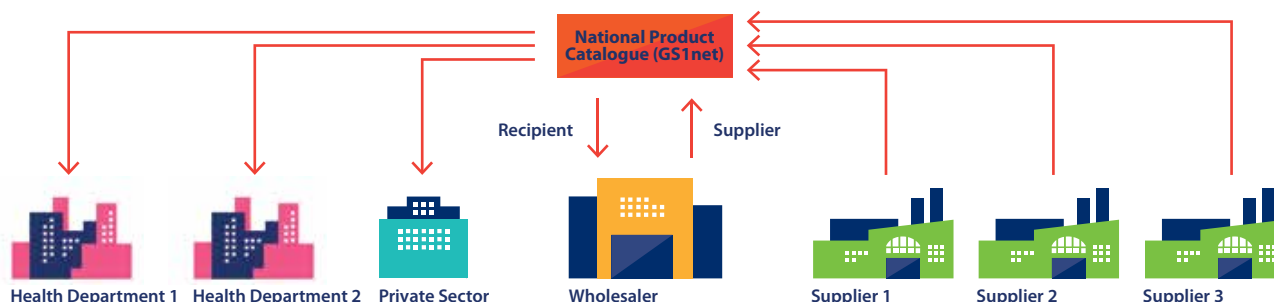 National Product
Catalogue (GS1net)
Recipient
Supplier
Health Department 1
Health Department 2
Private Sector
Wholesaler
Supplier 1
Supplier 2
Supplier 3